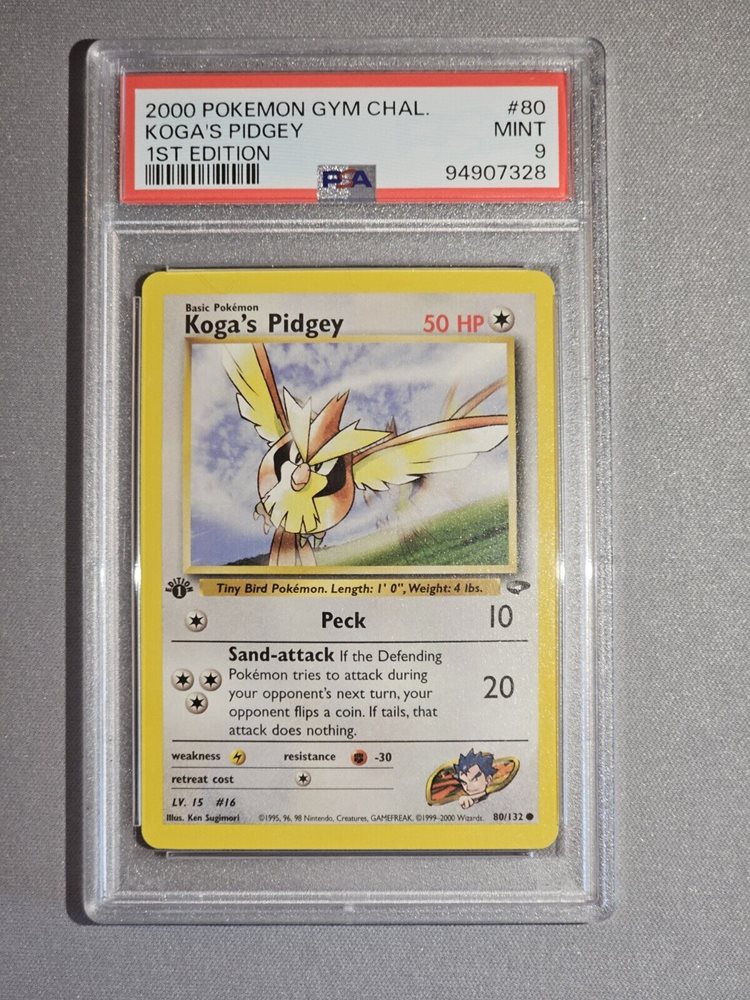 2000 POKEMON GYM CHAL. #80
KOGA'S PIDGEY MINT
1ST EDITION 9
PSA 94907328
Basic Pokémon
Koga's Pidgey 50 HP
EDITION 1
Tiny Bird Pokémon. Length: 1' 0", Weight: 4 lbs.
Peck 10
Sand-attack If the Defending
Pokémon tries to attack during
your opponent's next turn, your 20
opponent flips a coin. If tails, that
attack does nothing.
weakness resistance -30
retreat cost
LV. 15 #16
Illus. Ken Sugimori ©1995, 96, 98 Nintendo, Creatures, GAMEFREAK. ©1999-2000 Wizards. 80/132